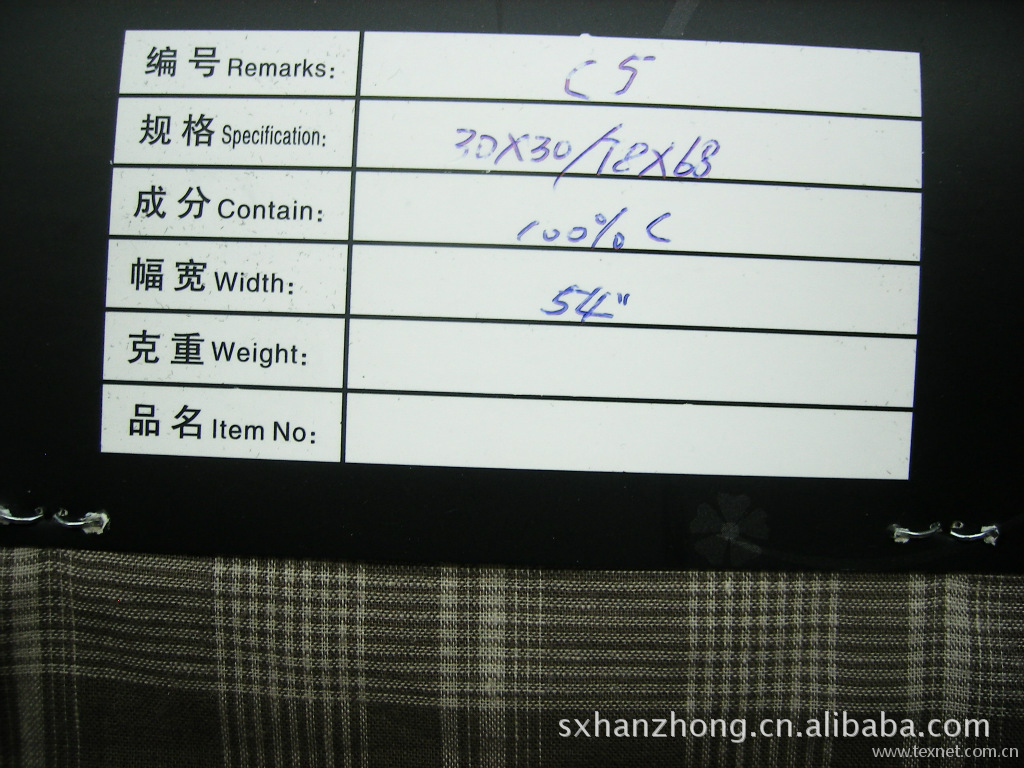 编号 Remarks: C 5
规格 Specification: 30X30/78X68
成分 Contain: 100% C
幅宽 Width: 54"
克重 Weight:
品名 Item No:
sxhanzhong.cn.alibaba.com
www.texnet.com.cn